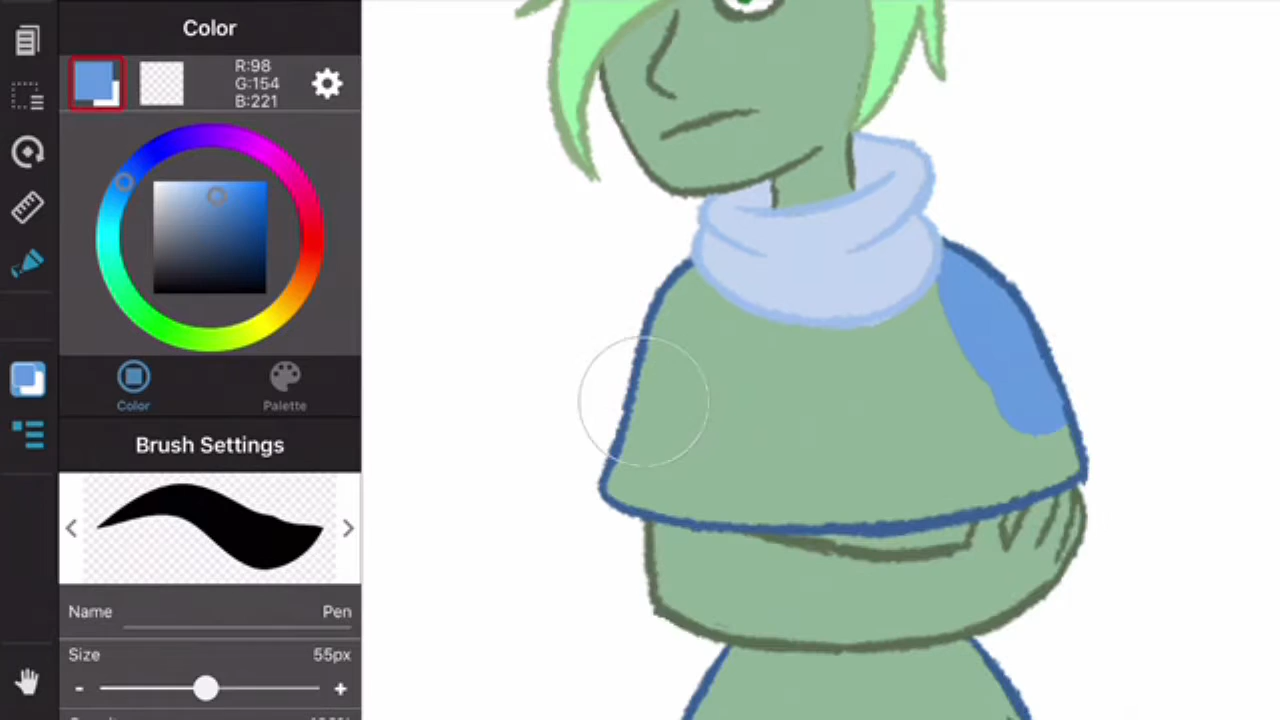 Color
R:98
G:154
B:221
Color
Palette
Brush Settings
Name Pen
Size 55px
- +